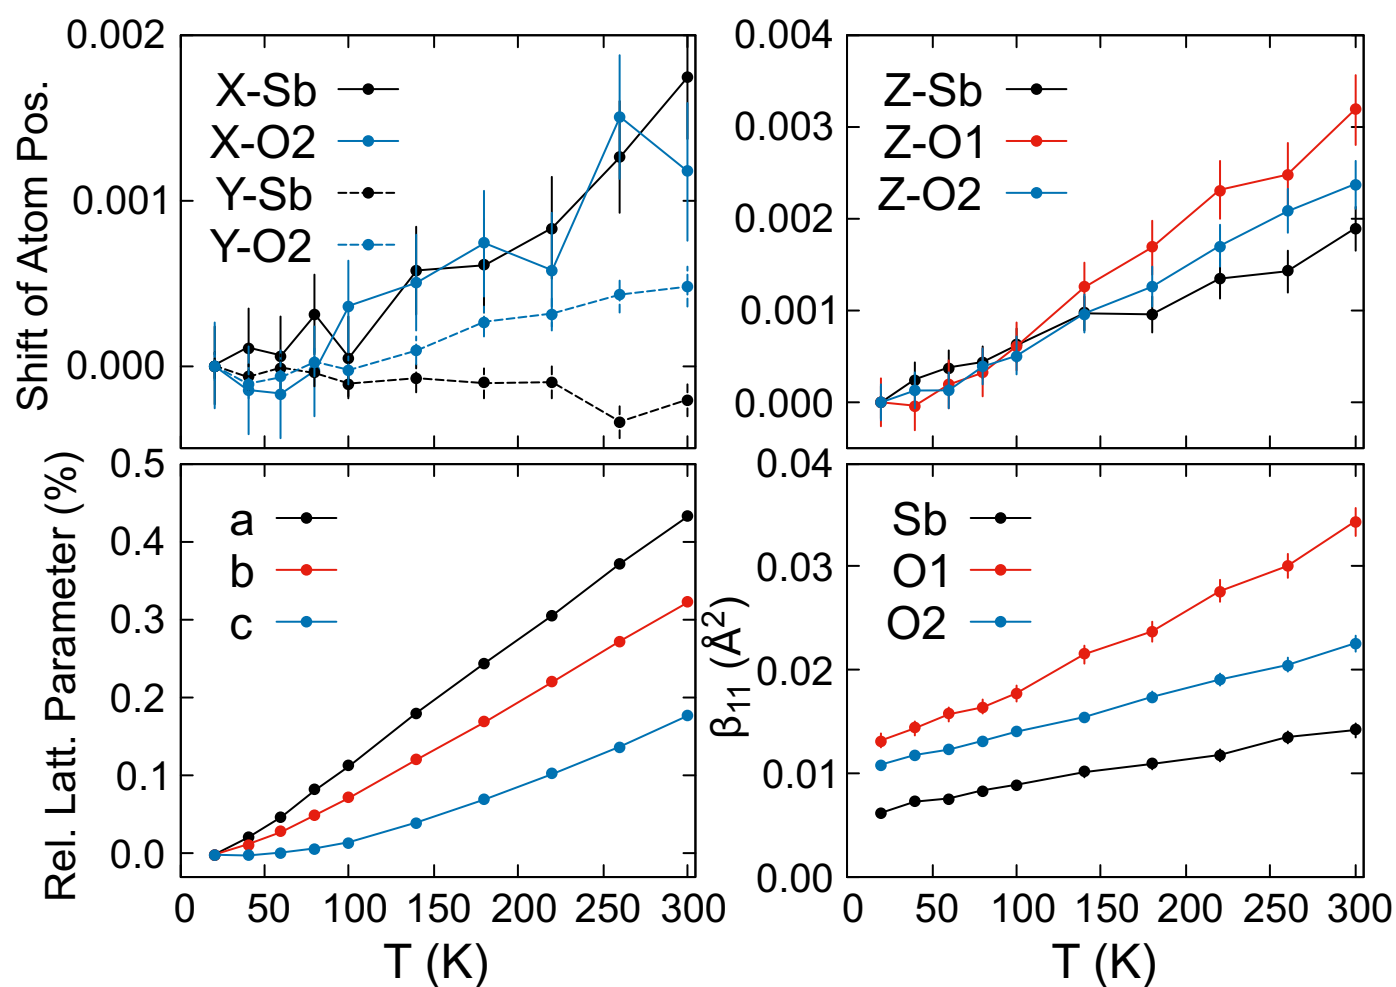 Shift of Atom Pos.
0.002
0.001
0.000
X-Sb
X-O2
Y-Sb
Y-O2
0.004
0.003
0.002
0.001
0.000
Z-Sb
Z-O1
Z-O2
Rel. Latt. Parameter (%)
0.5
0.4
0.3
0.2
0.1
0.0
a
b
c
0 50 100 150 200 250 300
T (K)
β₁₁ (Å²)
0.04
0.03
0.02
0.01
0.00
Sb
O1
O2
0 50 100 150 200 250 300
T (K)